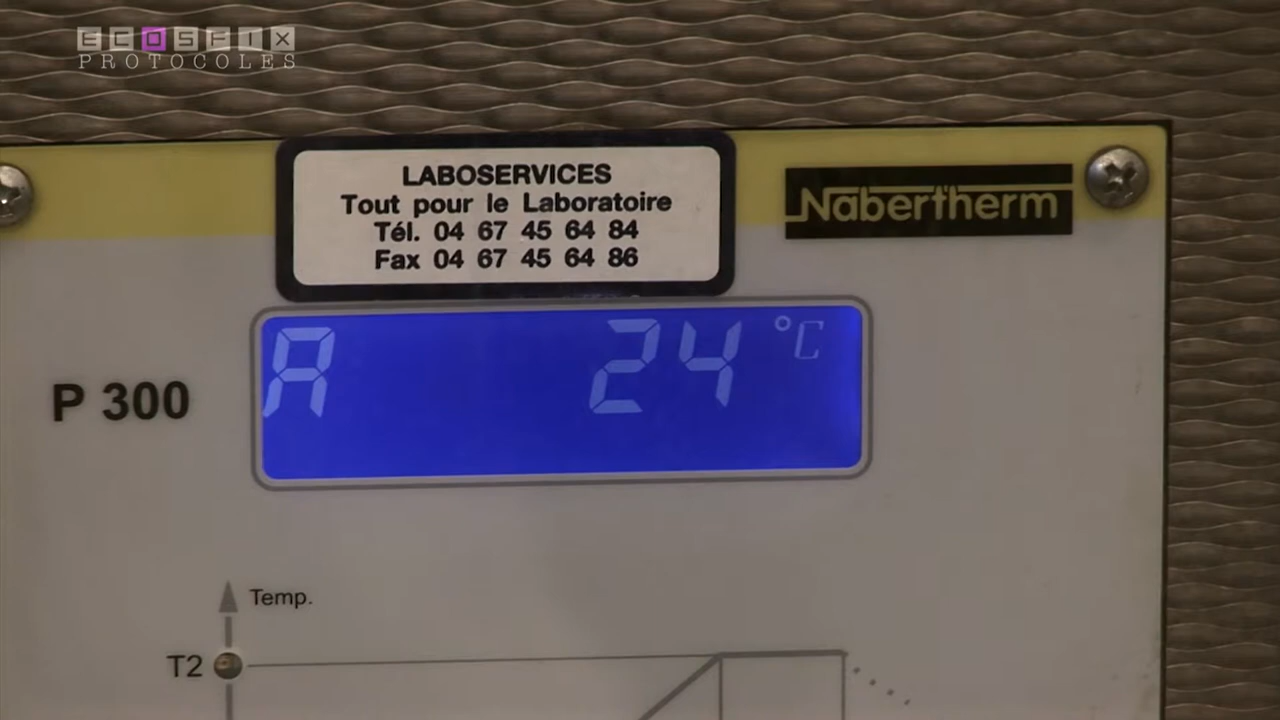 ECOSFIX
PROTOCOLES
LABOSERVICES
Tout pour le Laboratoire
Tél. 04 67 45 64 84
Fax 04 67 45 64 86
Nabertherm
A 24 °C
P 300
Temp.
T2